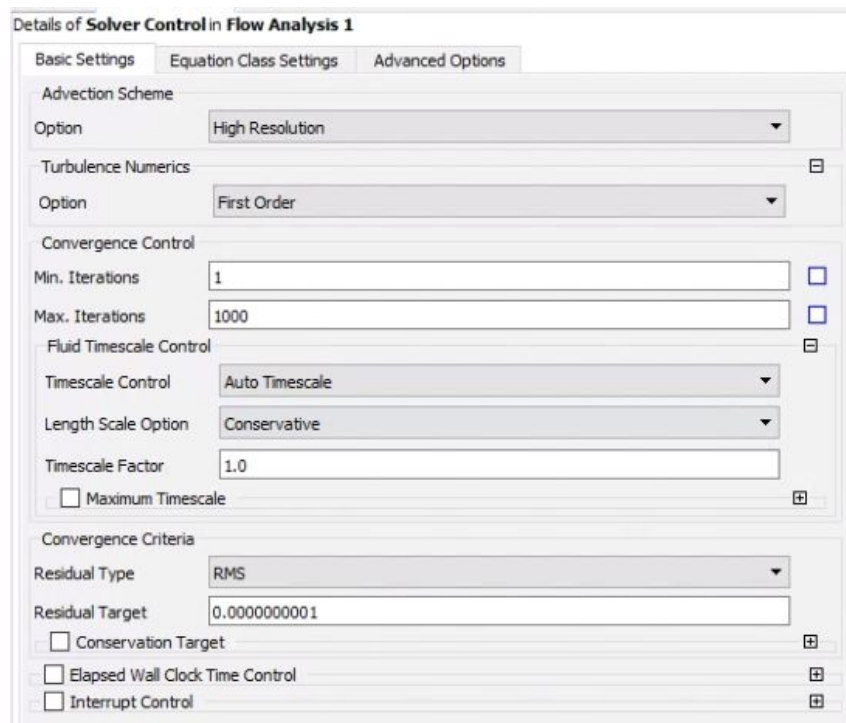 Details of Solver Control in Flow Analysis 1
Basic Settings Equation Class Settings Advanced Options
Advection Scheme
Option High Resolution
Turbulence Numerics
Option First Order
Convergence Control
Min. Iterations 1
Max. Iterations 1000
Fluid Timescale Control
Timescale Control Auto Timescale
Length Scale Option Conservative
Timescale Factor 1.0
Maximum Timescale
Convergence Criteria
Residual Type RMS
Residual Target 0.0000000001
Conservation Target
Elapsed Wall Clock Time Control
Interrupt Control